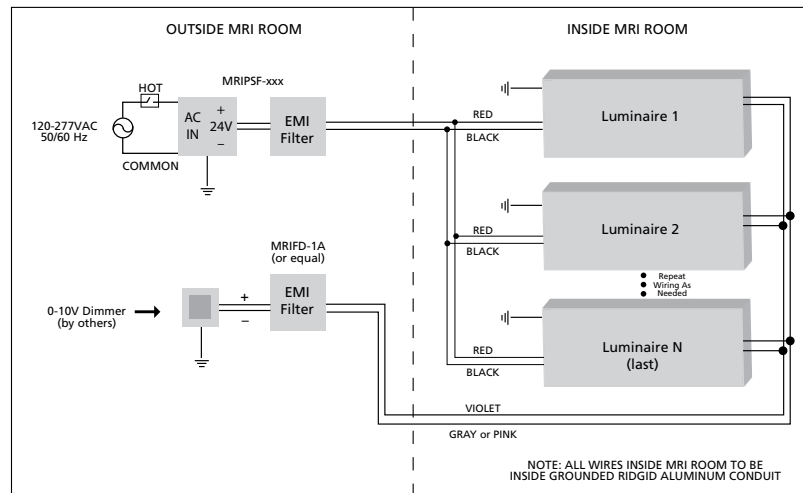 OUTSIDE MRI ROOM
INSIDE MRI ROOM
HOT
MRIPSF-xxx
120-277VAC
50/60 Hz
AC
IN
+
24V
–
EMI
Filter
COMMON
RED
BLACK
Luminaire 1
RED
BLACK
Luminaire 2
Repeat
Wiring As
Needed
MRIFD-1A
(or equal)
0-10V Dimmer
(by others)
+
–
EMI
Filter
RED
BLACK
Luminaire N
(last)
VIOLET
GRAY or PINK
NOTE: ALL WIRES INSIDE MRI ROOM TO BE
INSIDE GROUNDED RIDGID ALUMINUM CONDUIT